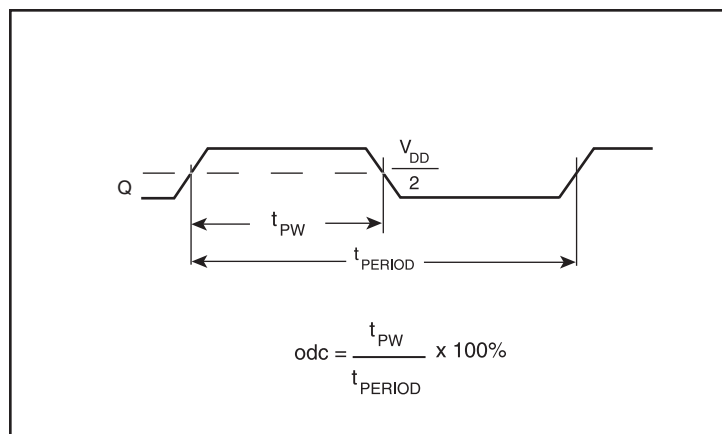 V_DD
Q
2
t_PW
t_PERIOD
t_PW
odc = x 100%
t_PERIOD